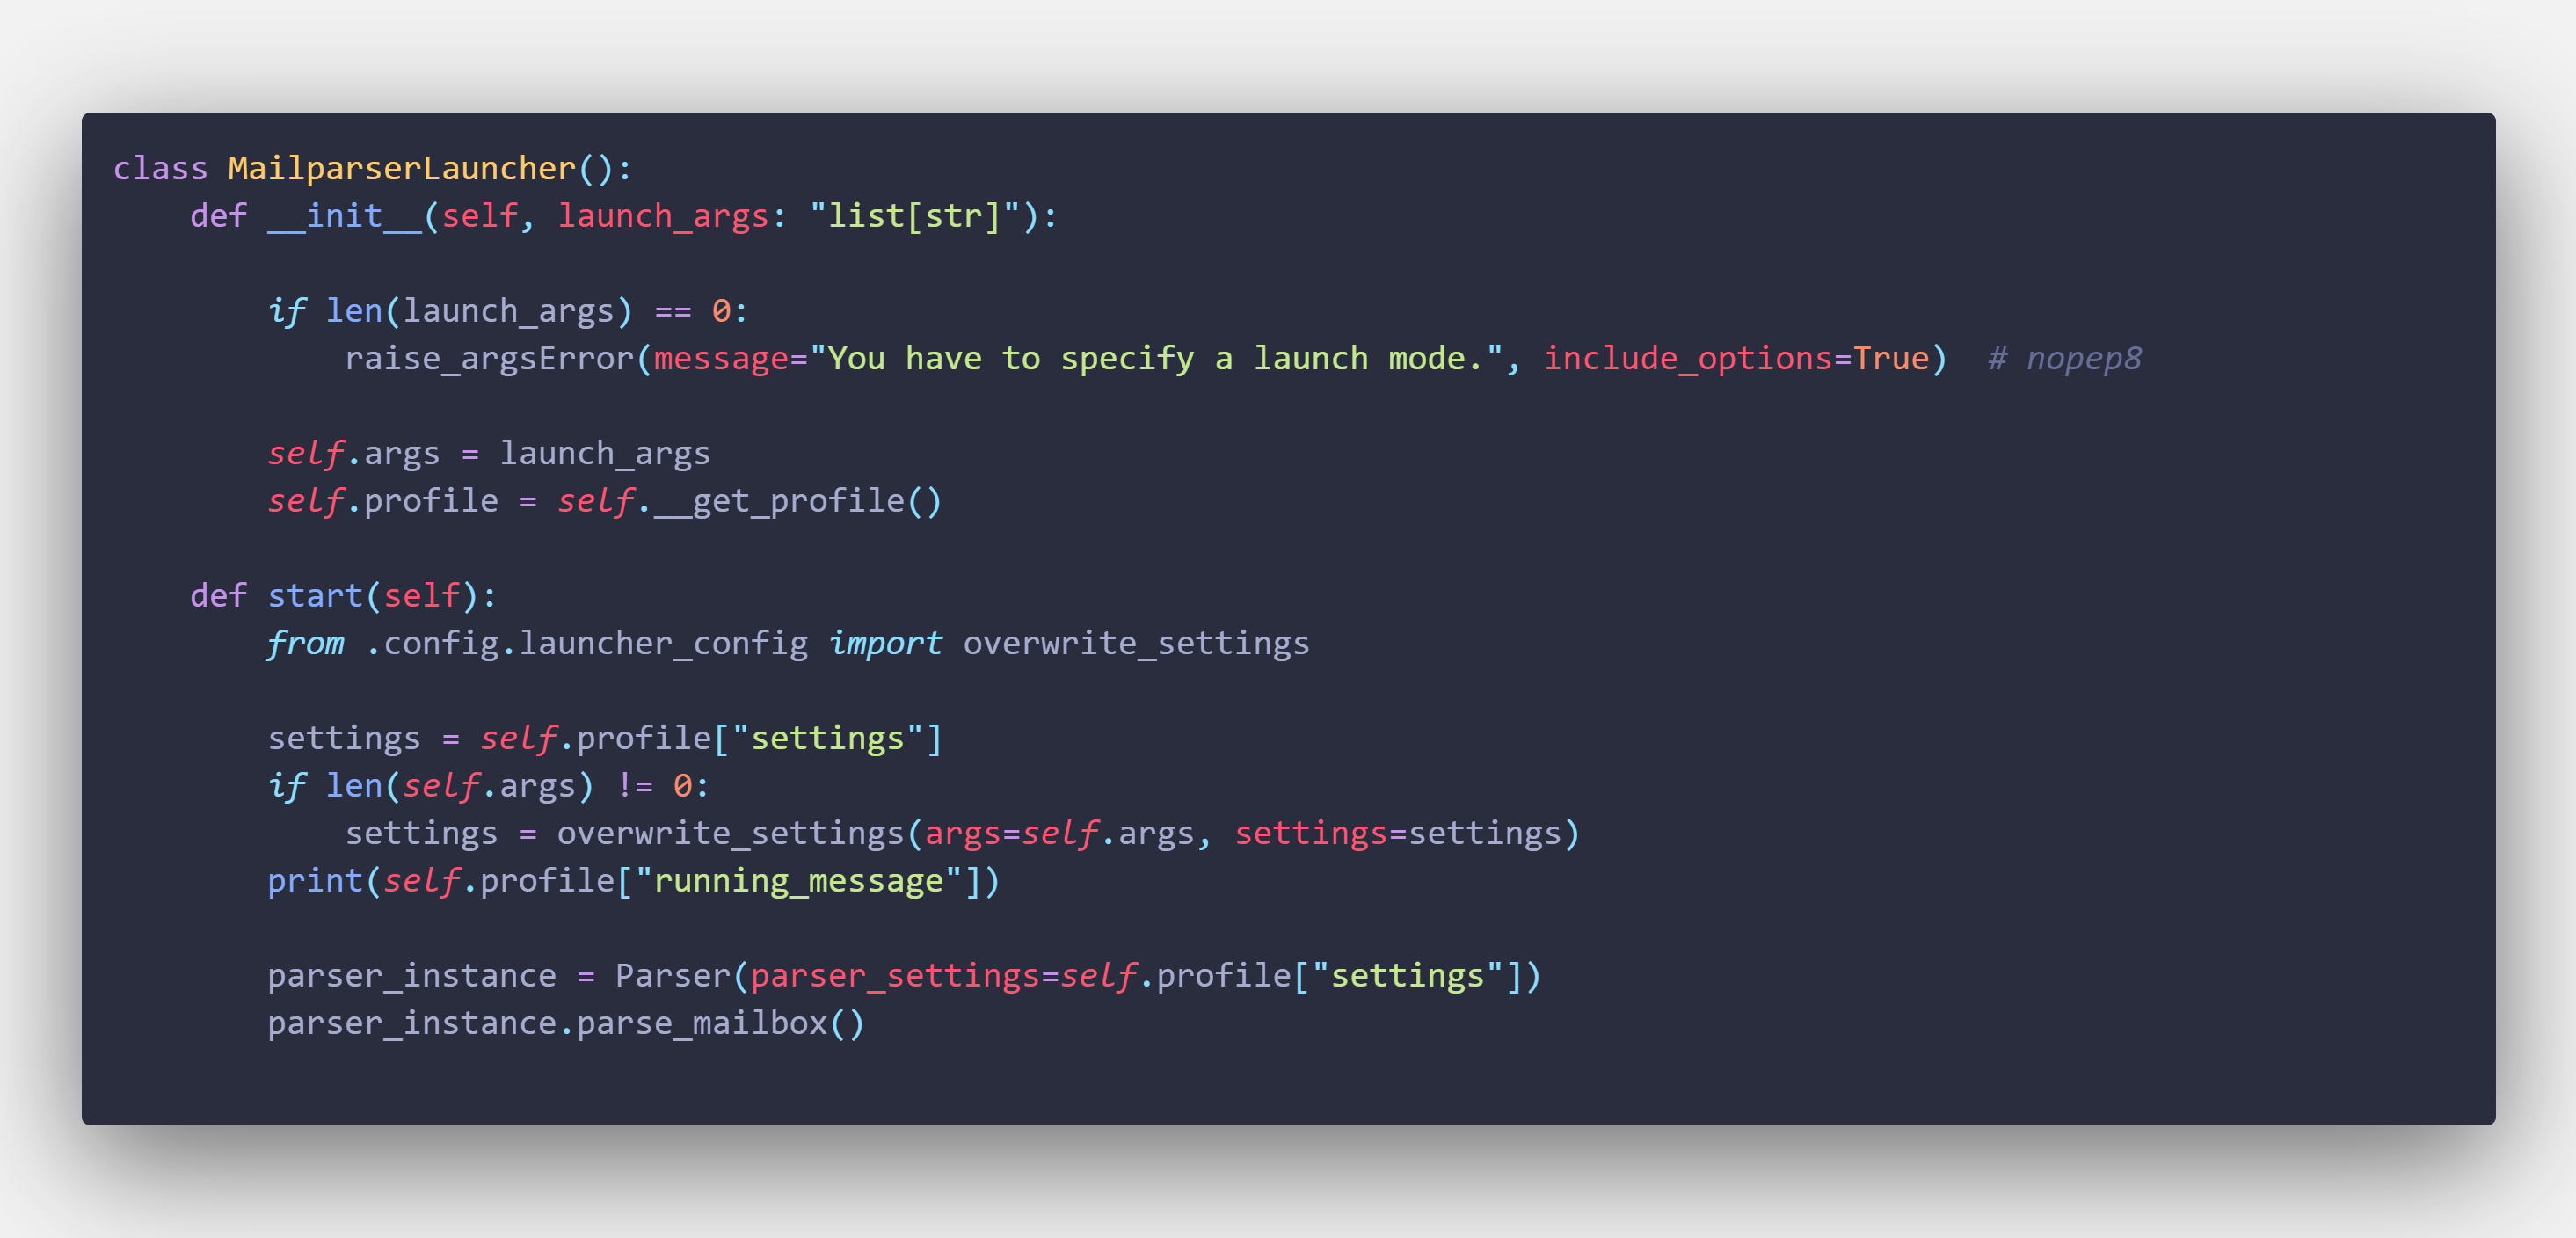 class MailparserLauncher():
    def __init__(self, launch_args: "list[str]"):

        if len(launch_args) == 0:
            raise_argsError(message="You have to specify a launch mode.", include_options=True)  # nopep8

        self.args = launch_args
        self.profile = self.__get_profile()

    def start(self):
        from .config.launcher_config import overwrite_settings

        settings = self.profile["settings"]
        if len(self.args) != 0:
            settings = overwrite_settings(args=self.args, settings=settings)
        print(self.profile["running_message"])

        parser_instance = Parser(parser_settings=self.profile["settings"])
        parser_instance.parse_mailbox()